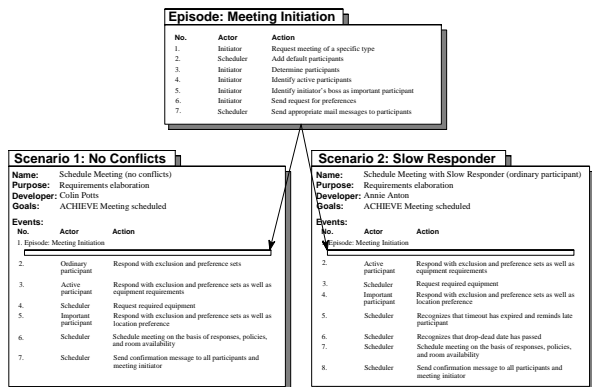 Episode: Meeting Initiation
No. Actor Action
1. Initiator Request meeting of a specific type
2. Scheduler Add default participants
3. Initiator Determine participants
4. Initiator Identify active participants
5. Initiator Identify initiator's boss as important participant
6. Initiator Send request for preferences
7. Scheduler Send appropriate mail messages to participants
Scenario 1: No Conflicts
Name: Schedule Meeting (no conflicts)
Purpose: Requirements elaboration
Developer: Colin Potts
Goals: ACHIEVE Meeting scheduled
Events:
No. Actor Action
1. Episode: Meeting Initiation
2. Ordinary Respond with exclusion and preference sets
participant
3. Active Respond with exclusion and preference sets as well as
participant equipment requirements
4. Scheduler Request required equipment
5. Important Respond with exclusion and preference sets as well as
participant location preference
6. Scheduler Schedule meeting on the basis of responses, policies,
and room availability
7. Scheduler Send confirmation message to all participants and
meeting initiator
Scenario 2: Slow Responder
Name: Schedule Meeting with Slow Responder (ordinary participant)
Purpose: Requirements elaboration
Developer: Annie Anton
Goals: ACHIEVE Meeting scheduled
Events:
No. Actor Action
1. Episode: Meeting Initiation
2. Active Respond with exclusion and preference sets as well as
participant equipment requirements
3. Scheduler Request required equipment
4. Important Respond with exclusion and preference sets as well as
participant location preference
5. Scheduler Recognizes that timeout has expired and reminds late
participant
6. Scheduler Recognizes that drop-dead date has passed
7. Scheduler Schedule meeting on the basis of responses, policies,
and room availability
8. Scheduler Send confirmation message to all participants and
meeting initiator